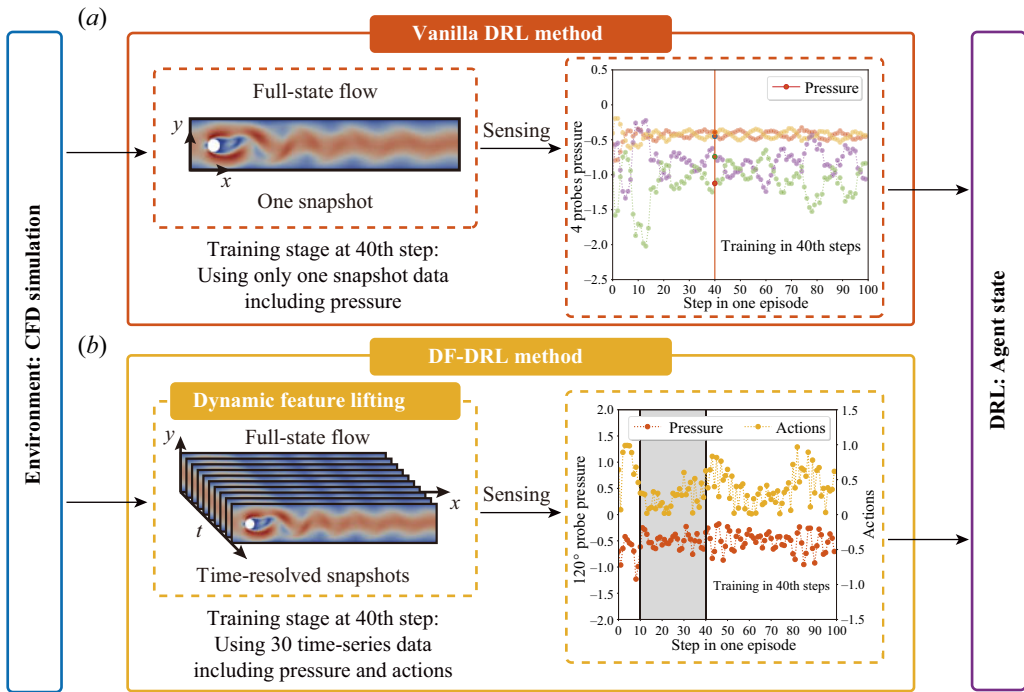 (a)
Vanilla DRL method
Environment: CFD simulation
Full-state flow
y
x
One snapshot
Training stage at 40th step:
Using only one snapshot data
including pressure
Sensing
4 probes pressure
0.5
0
−0.5
−1.0
−1.5
−2.0
−2.5
Pressure
Training in 40th steps
0 10 20 30 40 50 60 70 80 90 100
Step in one episode
DRL: Agent state
(b)
DF-DRL method
Dynamic feature lifting
Full-state flow
y
x
t
Time-resolved snapshots
Training stage at 40th step:
Using 30 time-series data
including pressure and actions
Sensing
120° probe pressure
2.0
1.5
1.0
0.5
0
−0.5
−1.0
−1.5
−2.0
Pressure Actions
Training in 40th steps
1.5
1.0
0.5
0
−0.5
−1.0
−1.5
Actions
0 10 20 30 40 50 60 70 80 90 100
Step in one episode